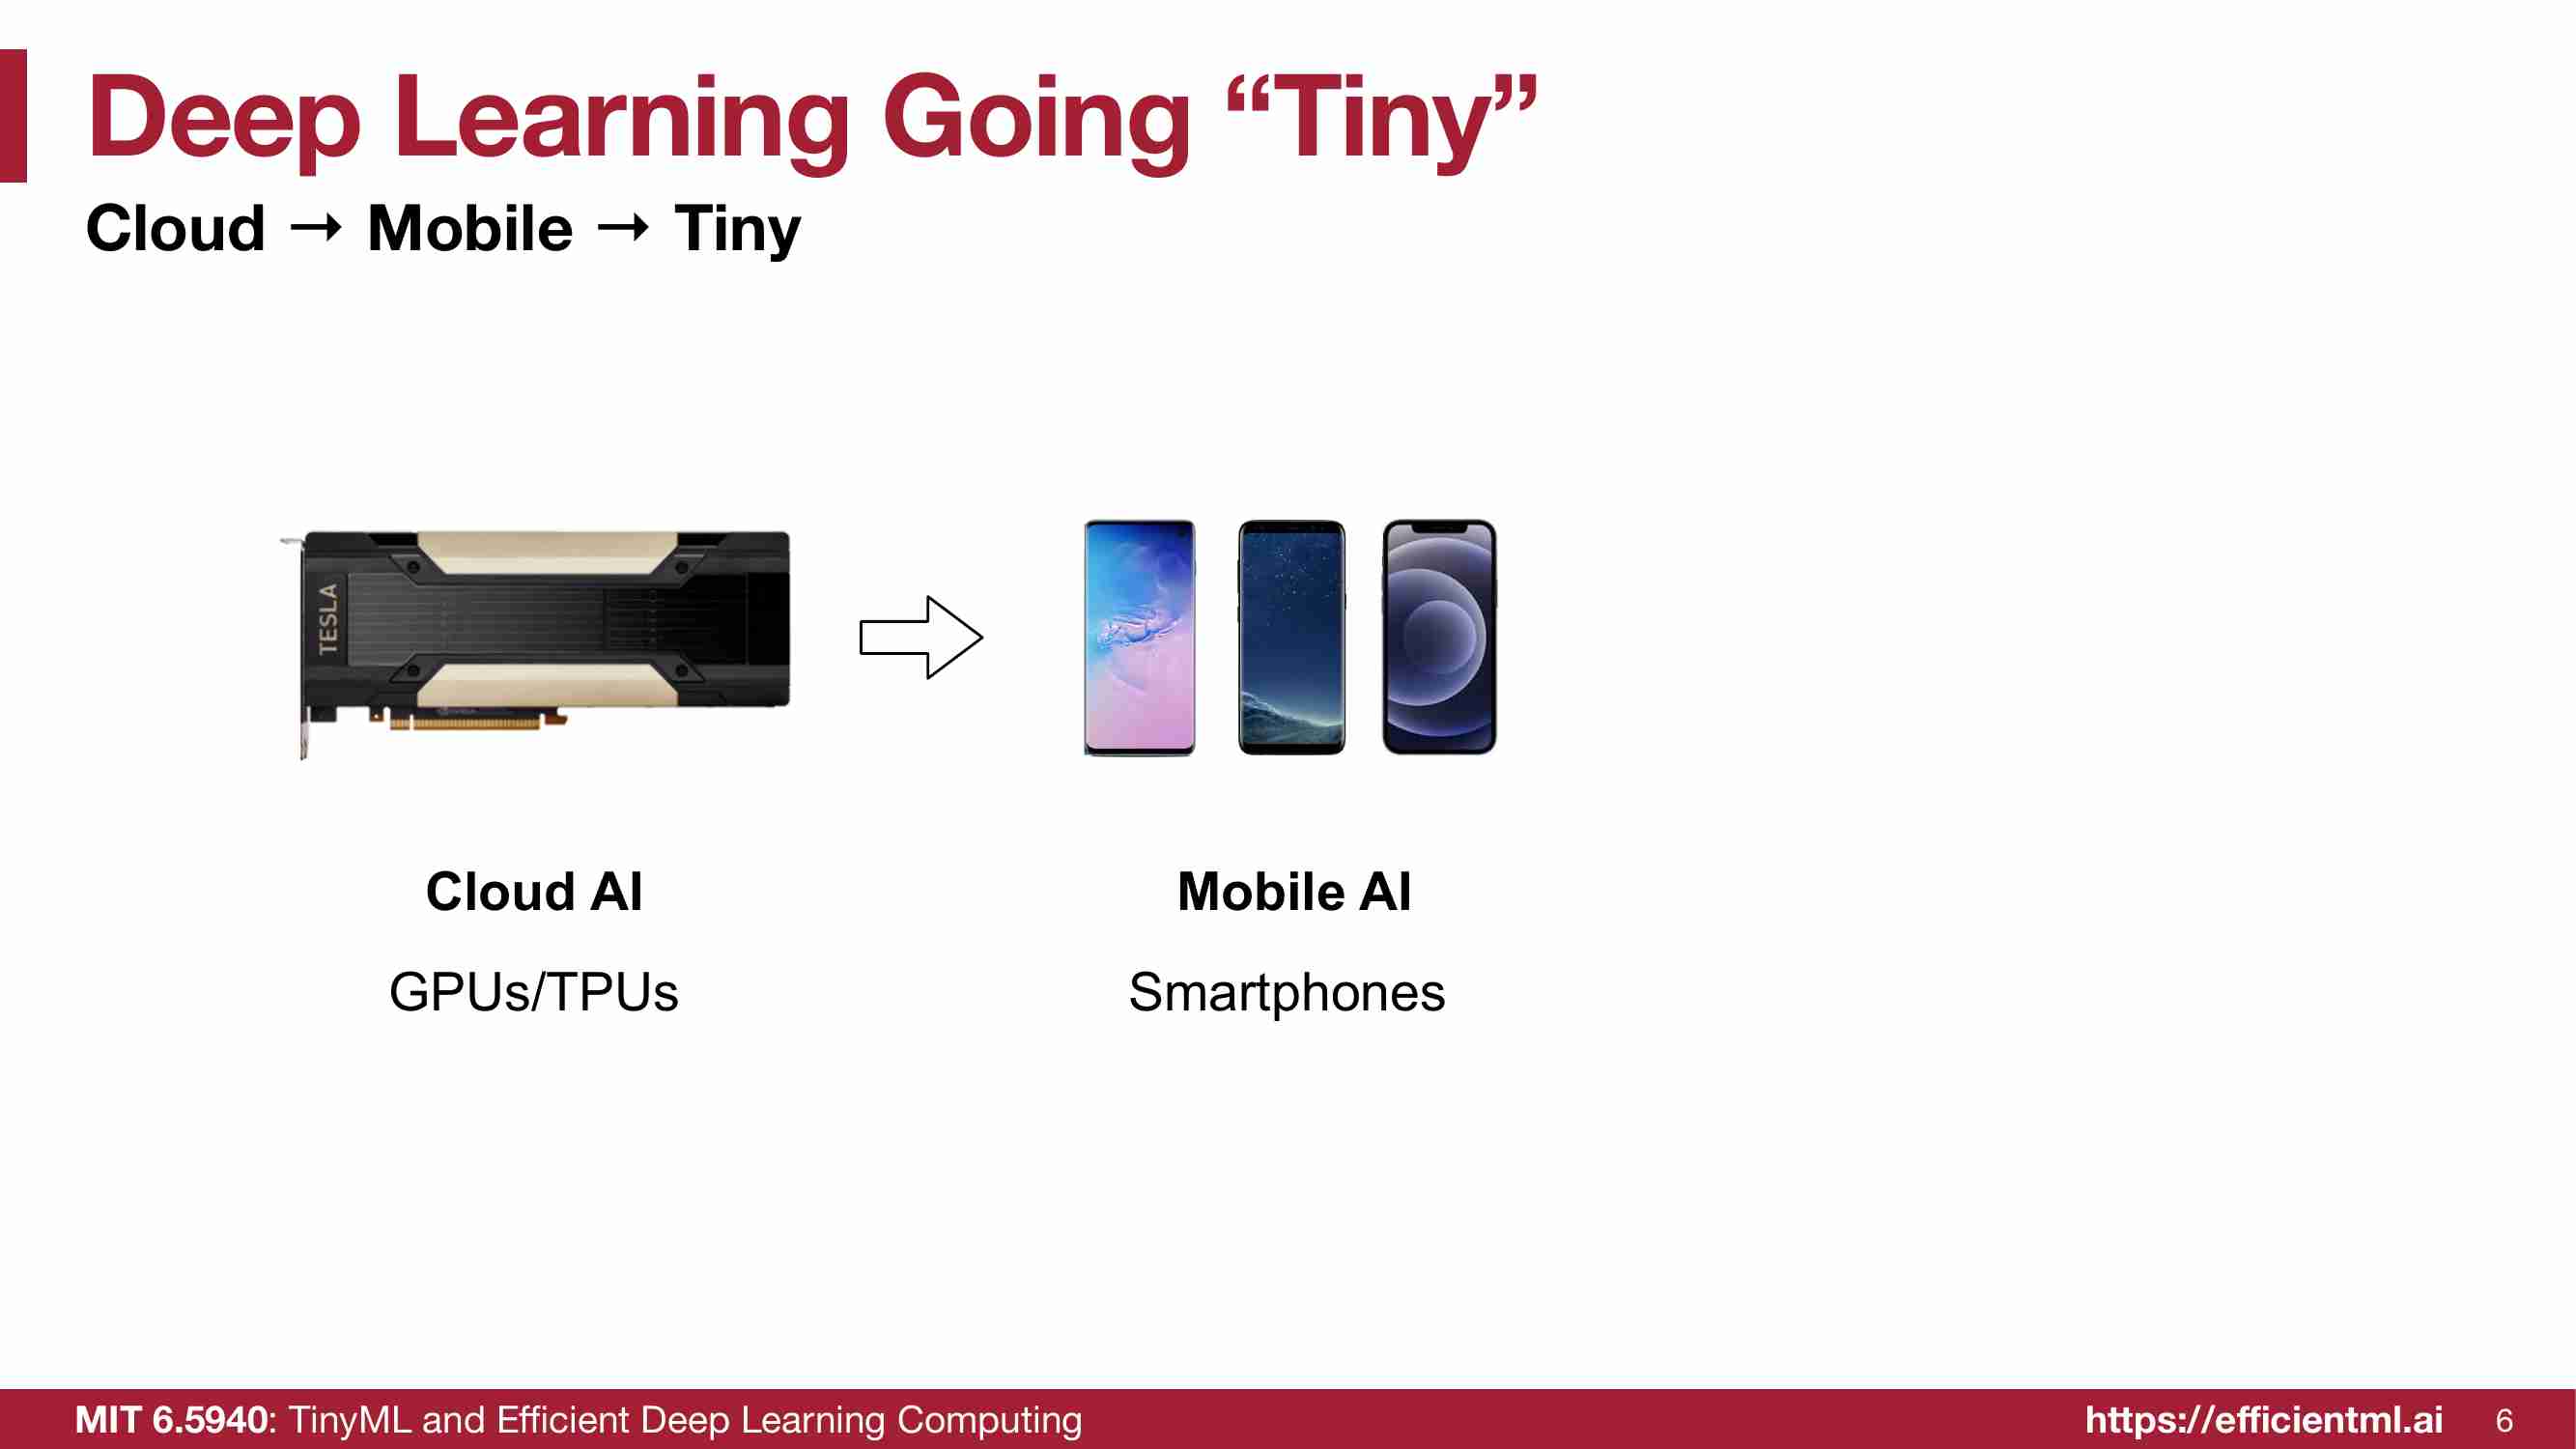 Deep Learning Going “Tiny”
Cloud → Mobile → Tiny
TESLA
Cloud AI
Mobile AI
GPUs/TPUs
Smartphones
MIT 6.5940: TinyML and Efficient Deep Learning Computing
https://efficientml.ai
6